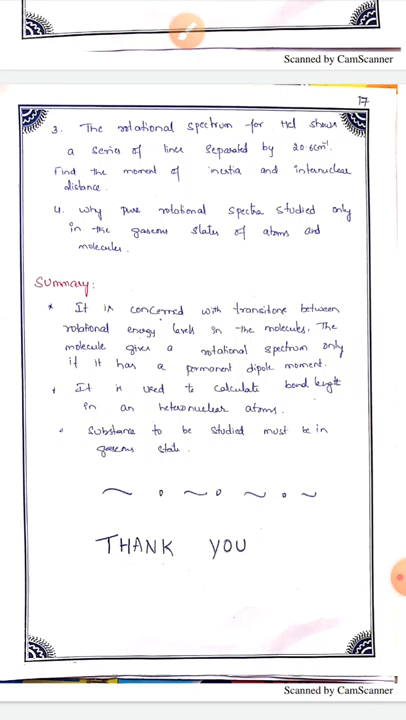 Scanned by CamScanner
17
3. The rotational spectrum for Hcl shows
a series of lines separated by 20.6cm⁻¹.
Find the moment of inertia and internuclear
distance.
4. Why pure rotational spectra studied only
in the gaseous states of atoms and
molecules.
Summary:
* It is concerned with transitions between
rotational energy levels in the molecules. The
molecule gives a rotational spectrum only
if it has a permanent dipole moment.
* It is used to calculate bond length
in an heteronuclear atoms.
* Substance to be studied must be in
gaseous state.
THANK YOU
Scanned by CamScanner